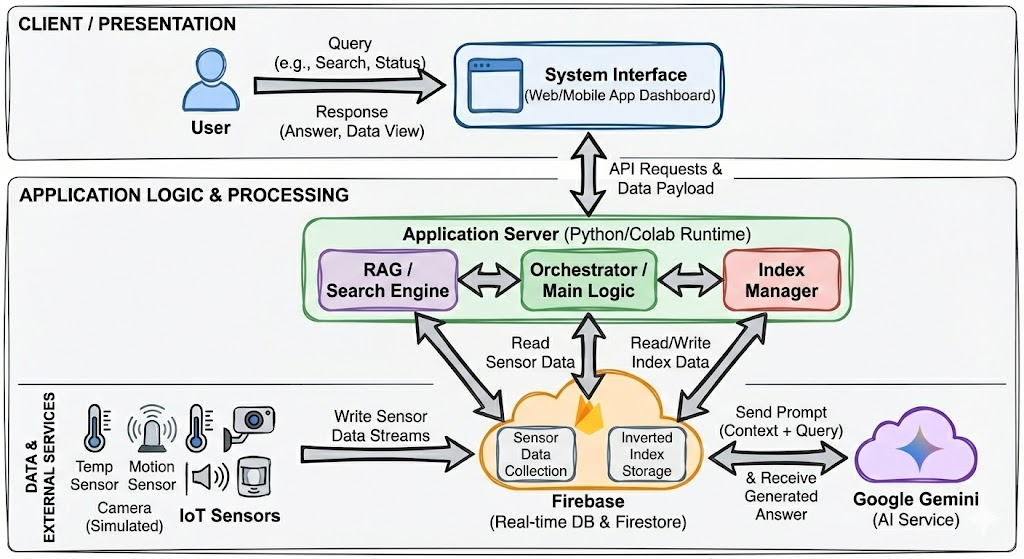 CLIENT / PRESENTATION
Query
(e.g., Search, Status)
Response
(Answer, Data View)
User
System Interface
(Web/Mobile App Dashboard)
API Requests &
Data Payload
APPLICATION LOGIC & PROCESSING
Application Server (Python/Colab Runtime)
RAG /
Search Engine
Orchestrator /
Main Logic
Index
Manager
Read
Sensor Data
Read/Write
Index Data
DATA &
EXTERNAL SERVICES
Temp
Sensor
Motion
Sensor
Camera
(Simulated)
IoT Sensors
Write Sensor
Data Streams
Sensor
Data
Collection
Inverted
Index
Storage
Firebase
(Real-time DB & Firestore)
Send Prompt
(Context + Query)
& Receive
Generated
Answer
Google Gemini
(AI Service)